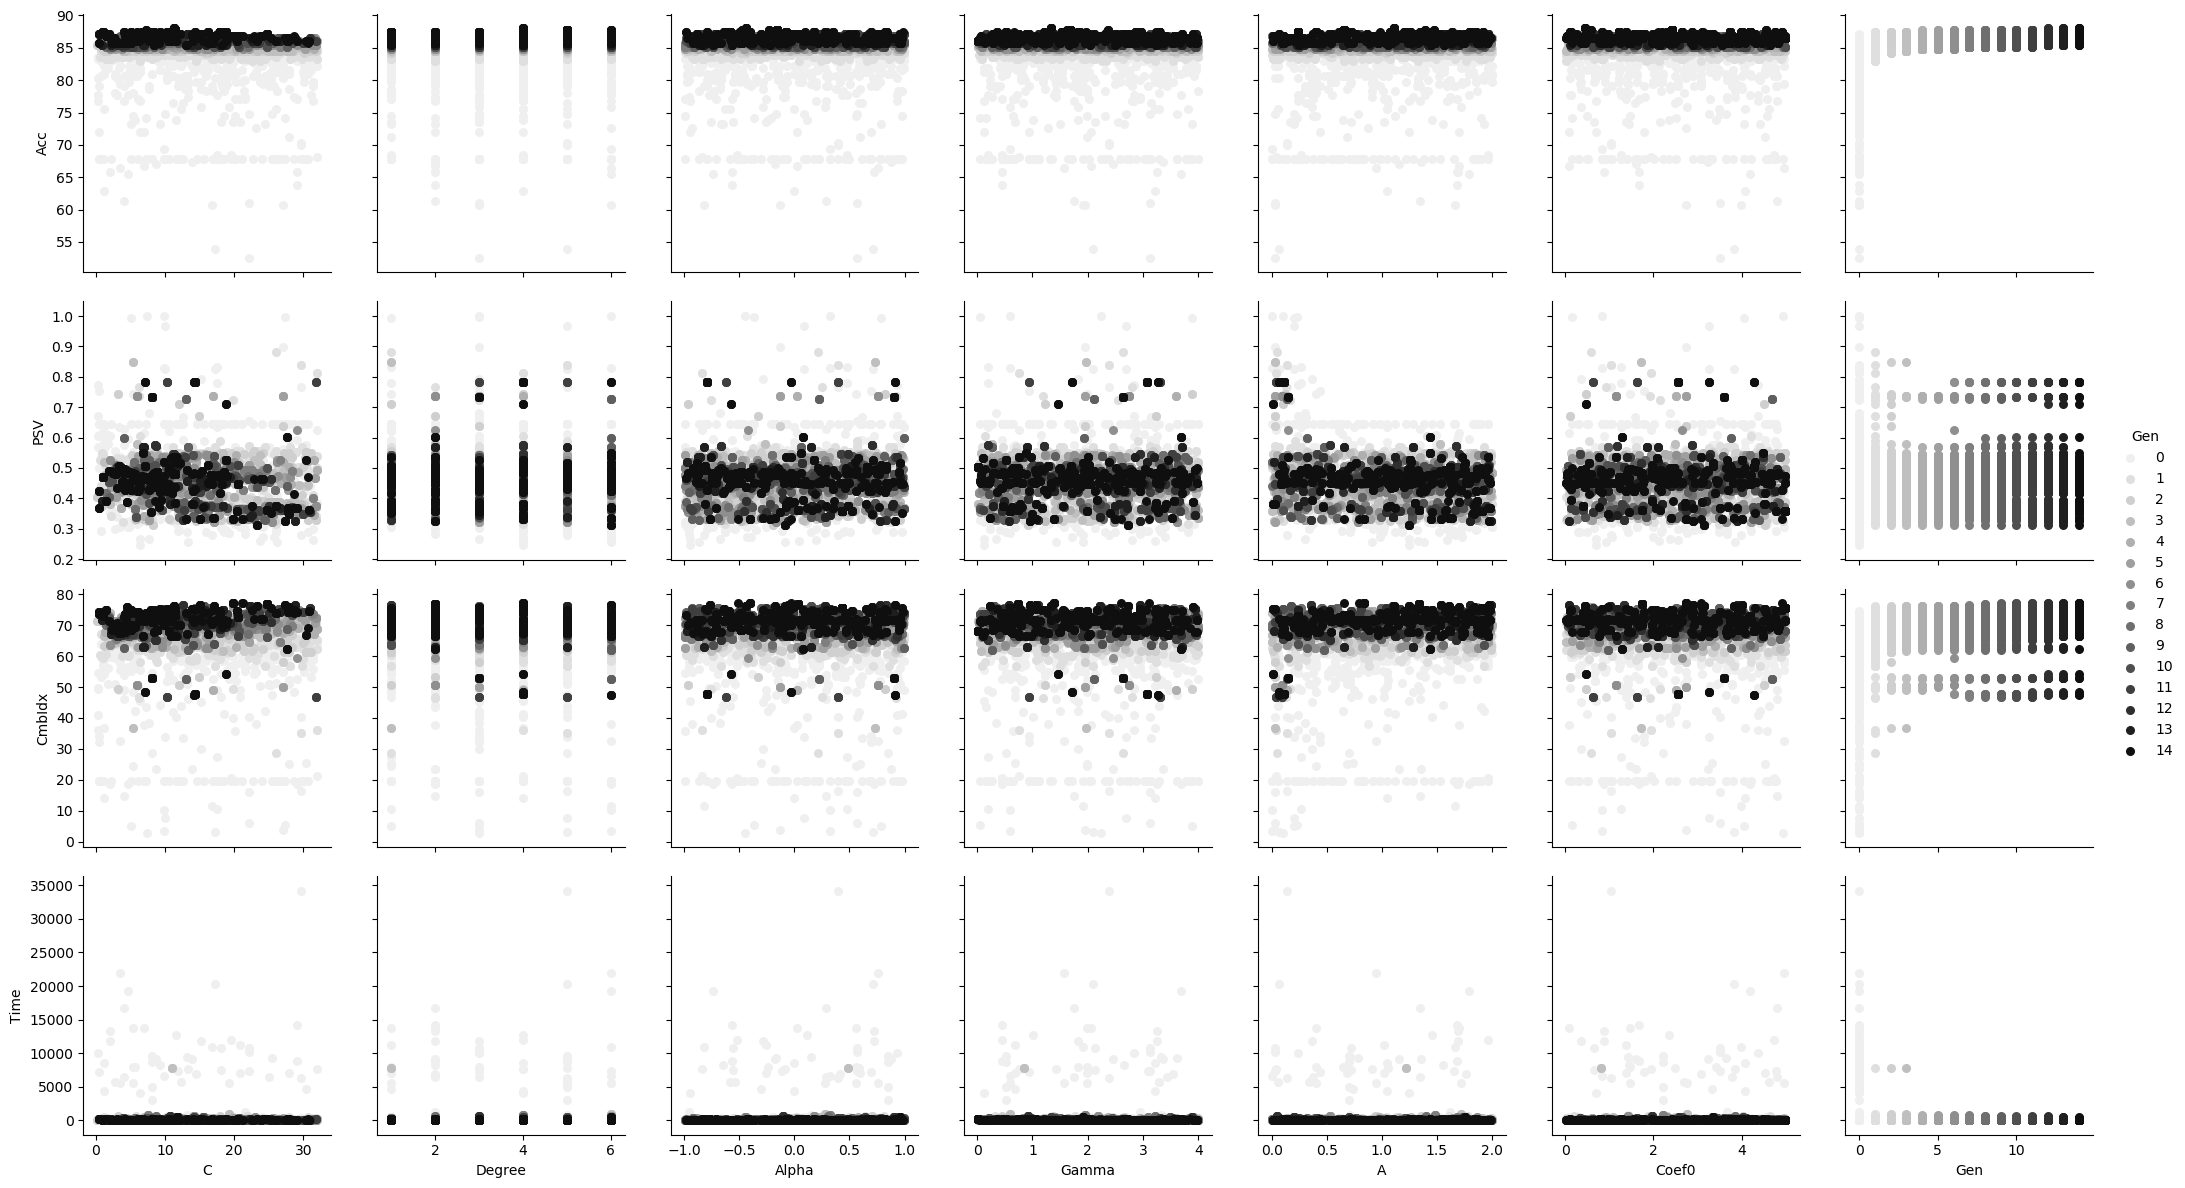 90
85
80
75
70
65
60
55
Acc
1.0
0.9
0.8
0.7
0.6
0.5
0.4
0.3
0.2
PSV
80
70
60
50
40
30
20
10
0
CmbIdx
35000
30000
25000
20000
15000
10000
5000
0
Time
0 10 20 30
C
2 4 6
Degree
−1.0 −0.5 0.0 0.5 1.0
Alpha
0 1 2 3 4
Gamma
0.0 0.5 1.0 1.5 2.0
A
0 2 4
Coef0
0 5 10
Gen
Gen
0
1
2
3
4
5
6
7
8
9
10
11
12
13
14